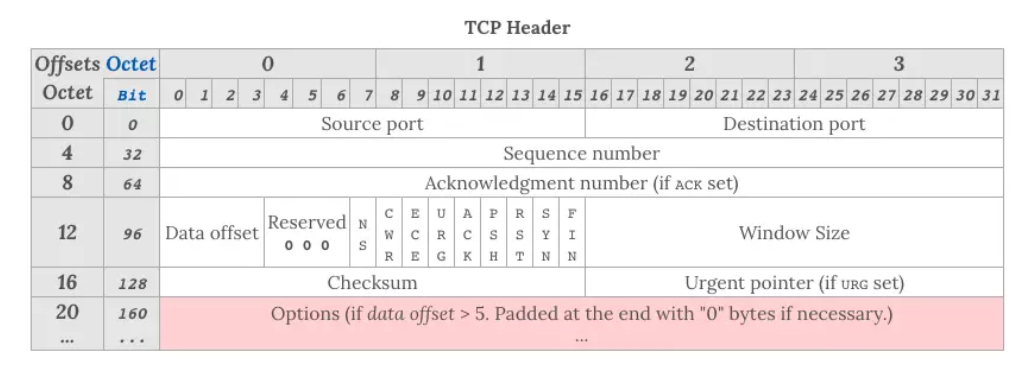 TCP Header
Offsets Octet 0 1 2 3
Octet Bit 0 1 2 3 4 5 6 7 8 9 10 11 12 13 14 15 16 17 18 19 20 21 22 23 24 25 26 27 28 29 30 31
0 0 Source port Destination port
4 32 Sequence number
8 64 Acknowledgment number (if ACK set)
12 96 Data offset Reserved 0 0 0 NS CWR ECE URG ACK PSH RST SYN FIN Window Size
16 128 Checksum Urgent pointer (if URG set)
20 160 Options (if data offset > 5. Padded at the end with "0" bytes if necessary.)
... ... ...